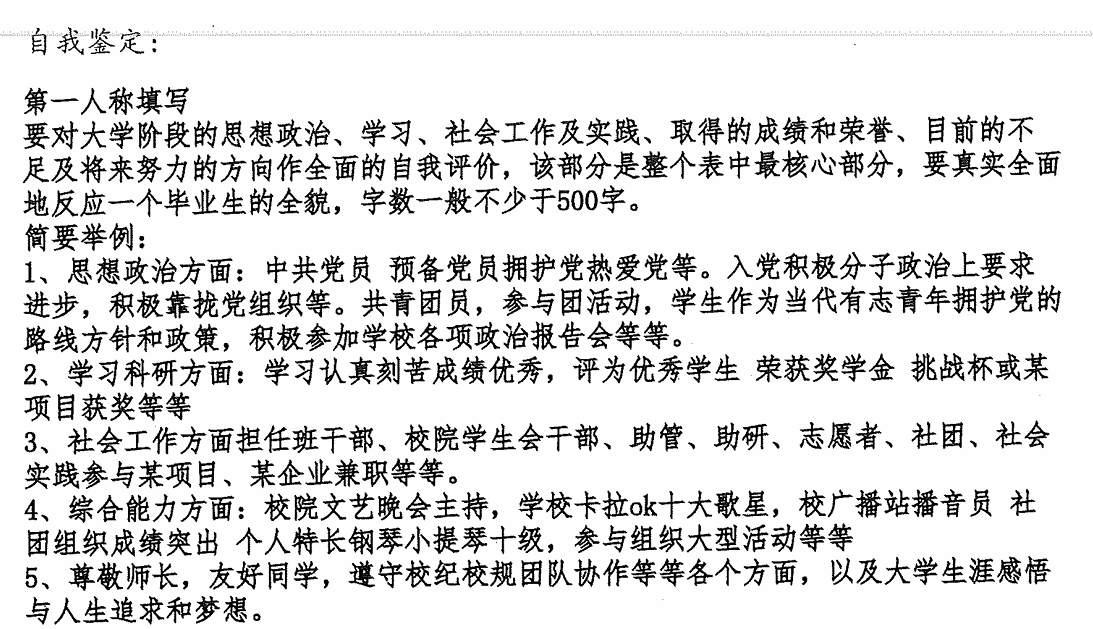 自我鉴定:
第一人称填写
要对大学阶段的思想政治、学习、社会工作及实践、取得的成绩和荣誉、目前的不
足及将来努力的方向作全面的自我评价，该部分是整个表中最核心部分，要真实全面
地反应一个毕业生的全貌，字数一般不少于500字。
简要举例：
1、思想政治方面：中共党员 预备党员拥护党热爱党等。入党积极分子政治上要求
进步，积极靠拢党组织等。共青团员，参与团活动，学生作为当代有志青年拥护党的
路线方针和政策，积极参加学校各项政治报告会等等。
2、学习科研方面：学习认真刻苦成绩优秀，评为优秀学生 荣获奖学金 挑战杯或某
项目获奖等等
3、社会工作方面担任班干部、校院学生会干部、助管、助研、志愿者、社团、社会
实践参与某项目、某企业兼职等等。
4、综合能力方面：校院文艺晚会主持，学校卡拉ok十大歌星，校广播站播音员 社
团组织成绩突出 个人特长钢琴小提琴十级，参与组织大型活动等等
5、尊敬师长，友好同学，遵守校纪校规团队协作等等各个方面，以及大学生涯感悟
与人生追求和梦想。